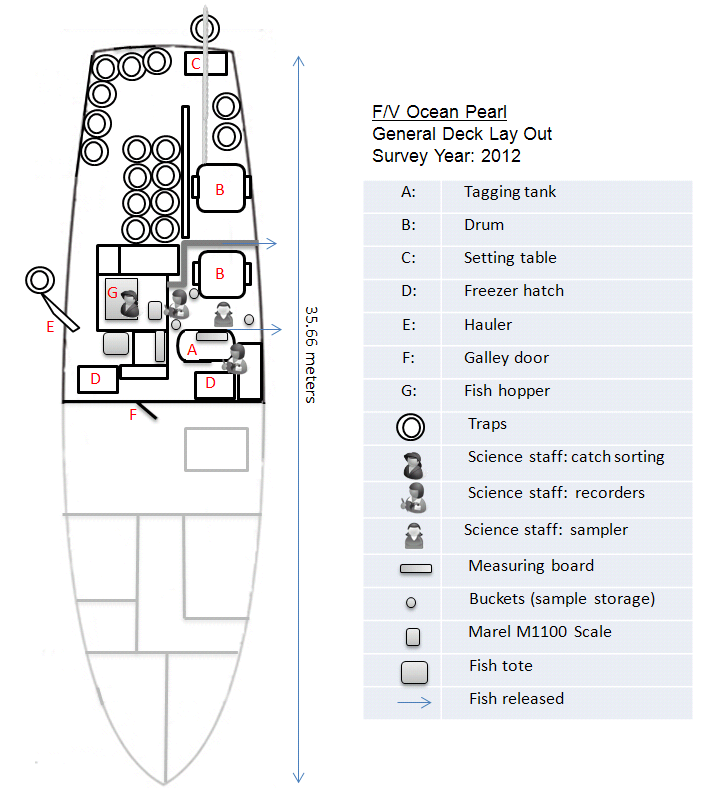 F/V Ocean Pearl
General Deck Lay Out
Survey Year: 2012
A: Tagging tank
B: Drum
C: Setting table
D: Freezer hatch
E: Hauler
F: Galley door
G: Fish hopper
Traps
Science staff: catch sorting
Science staff: recorders
Science staff: sampler
Measuring board
Buckets (sample storage)
Marel M1100 Scale
Fish tote
Fish released
C
B
B
G
E
A
D
D
F
35.66 meters